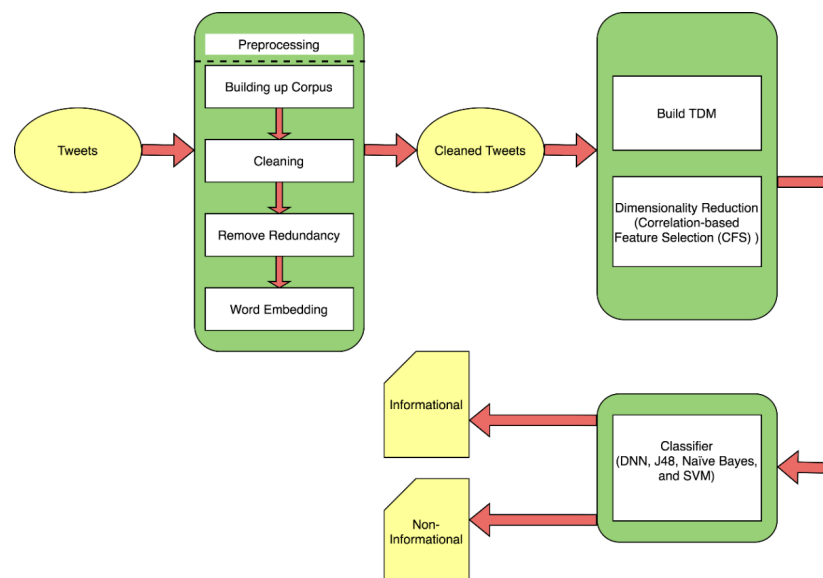 Preprocessing
Building up Corpus
Tweets
Cleaning
Remove Redundancy
Word Embedding
Cleaned Tweets
Build TDM
Dimensionality Reduction
(Correlation-based
Feature Selection (CFS) )
Classifier
(DNN, J48, Naïve Bayes,
and SVM)
Informational
Non-
Informational